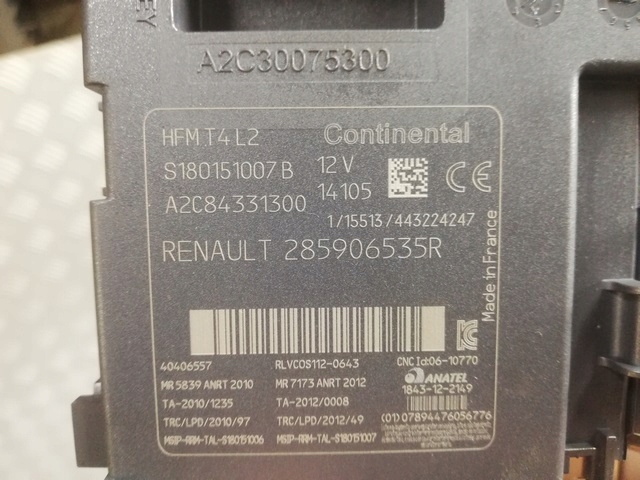 EY
A2C30075300
HFM T4 L2 Continental
S180151007 B 12 V
A2C84331300 14105
1/15513/443224247
RENAULT 285906535R
Made in France
40406557 RLVCOS112-0643 CNC Id:06-10770
MR 5839 ANRT 2010 MR 7173 ANRT 2012 ANATEL
TA-2010/1235 TA-2012/0008 1843-12-2149
TRC/LPD/2010/97 TRC/LPD/2012/49 (01)07894476056776
MSIP-RRM-TAL-S180151006 MSIP-RRM-TAL-S180151007